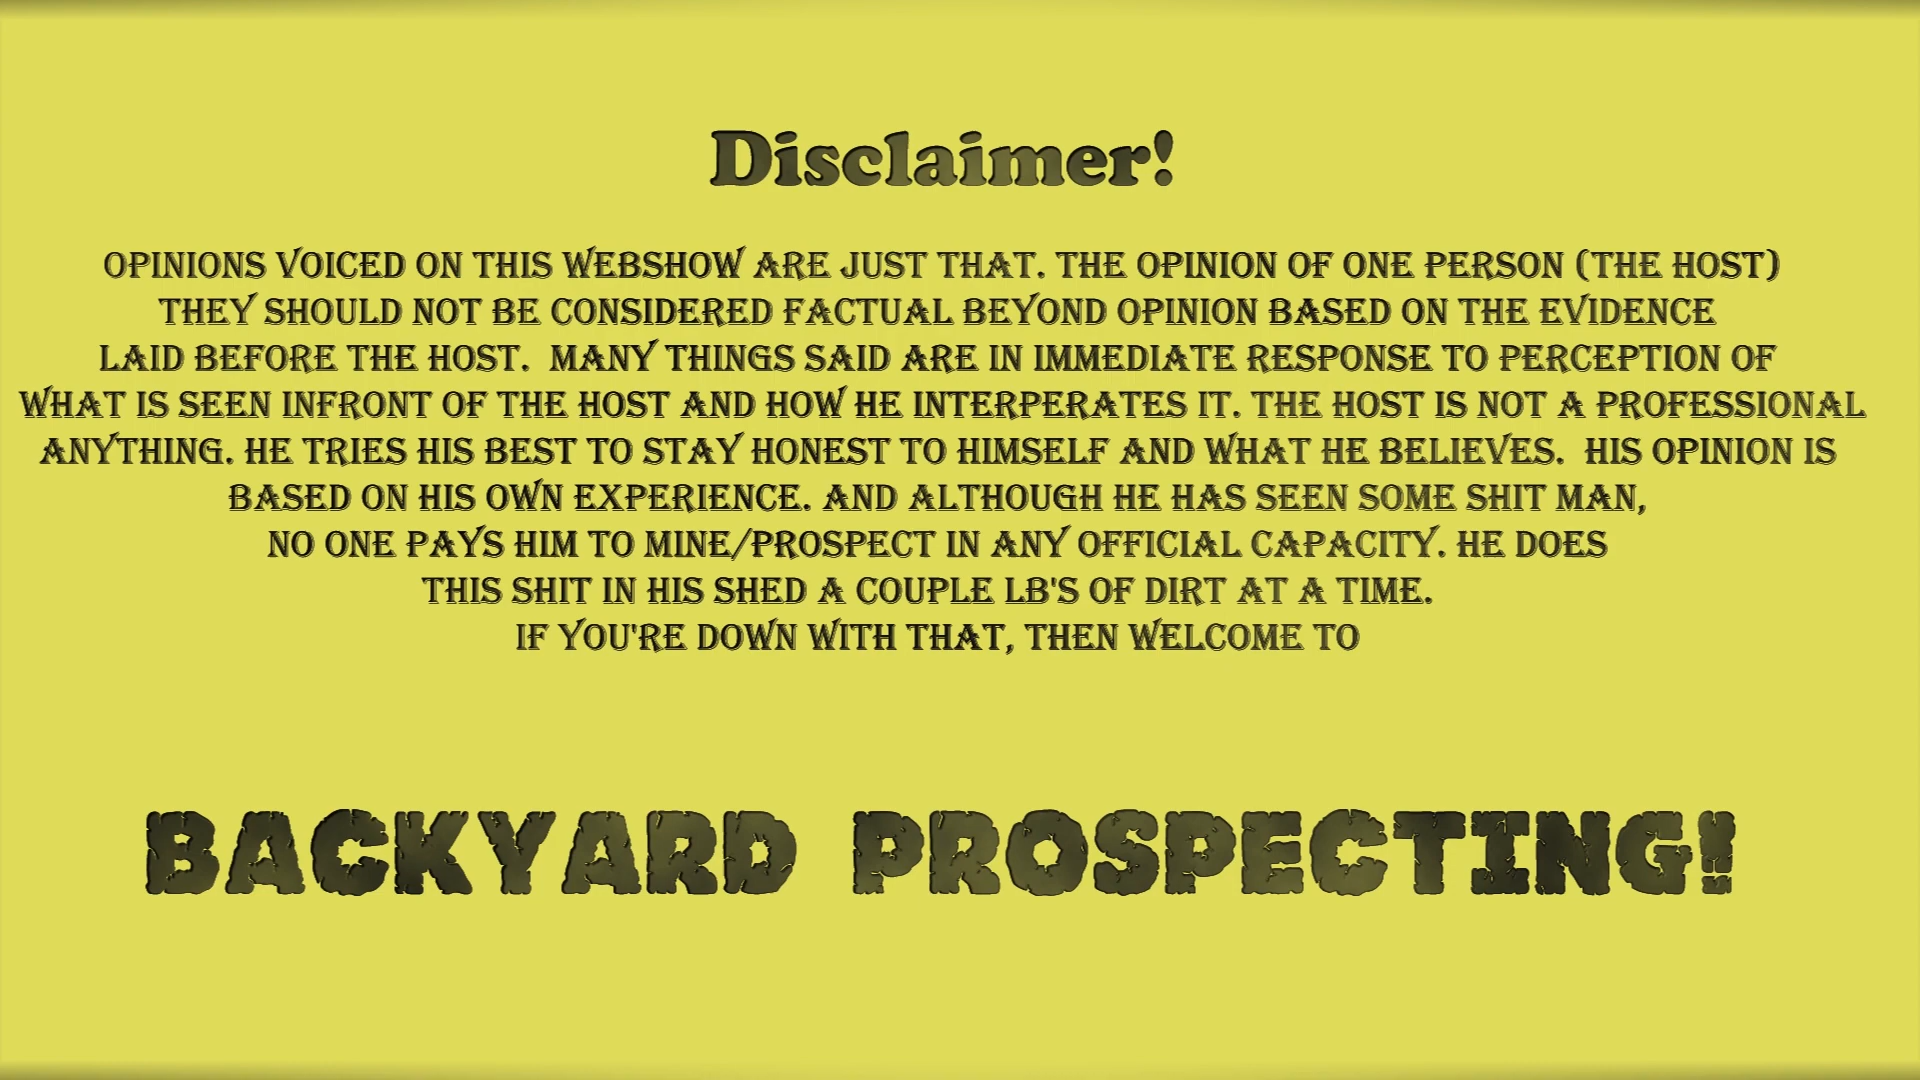 Disclaimer!
OPINIONS VOICED ON THIS WEBSHOW ARE JUST THAT. THE OPINION OF ONE PERSON (THE HOST)
THEY SHOULD NOT BE CONSIDERED FACTUAL BEYOND OPINION BASED ON THE EVIDENCE
LAID BEFORE THE HOST.  MANY THINGS SAID ARE IN IMMEDIATE RESPONSE TO PERCEPTION OF
WHAT IS SEEN INFRONT OF THE HOST AND HOW HE INTERPERATES IT. THE HOST IS NOT A PROFESSIONAL
ANYTHING. HE TRIES HIS BEST TO STAY HONEST TO HIMSELF AND WHAT HE BELIEVES.  HIS OPINION IS
BASED ON HIS OWN EXPERIENCE. AND ALTHOUGH HE HAS SEEN SOME SHIT MAN,
NO ONE PAYS HIM TO MINE/PROSPECT IN ANY OFFICIAL CAPACITY. HE DOES
THIS SHIT IN HIS SHED A COUPLE LB'S OF DIRT AT A TIME.
IF YOU'RE DOWN WITH THAT, THEN WELCOME TO
BACKYARD PROSPECTING!